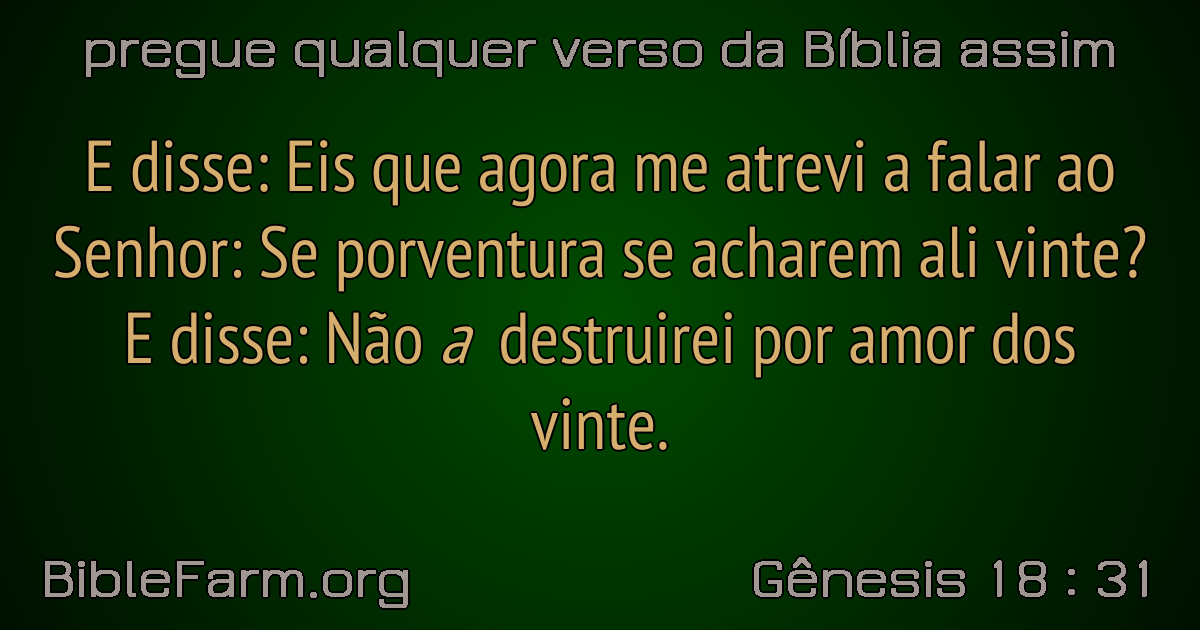 pregue qualquer verso da Bíblia assim
E disse: Eis que agora me atrevi a falar ao
Senhor: Se porventura se acharem ali vinte?
E disse: Não a destruirei por amor dos
vinte.
BibleFarm.org
Gênesis 18 : 31